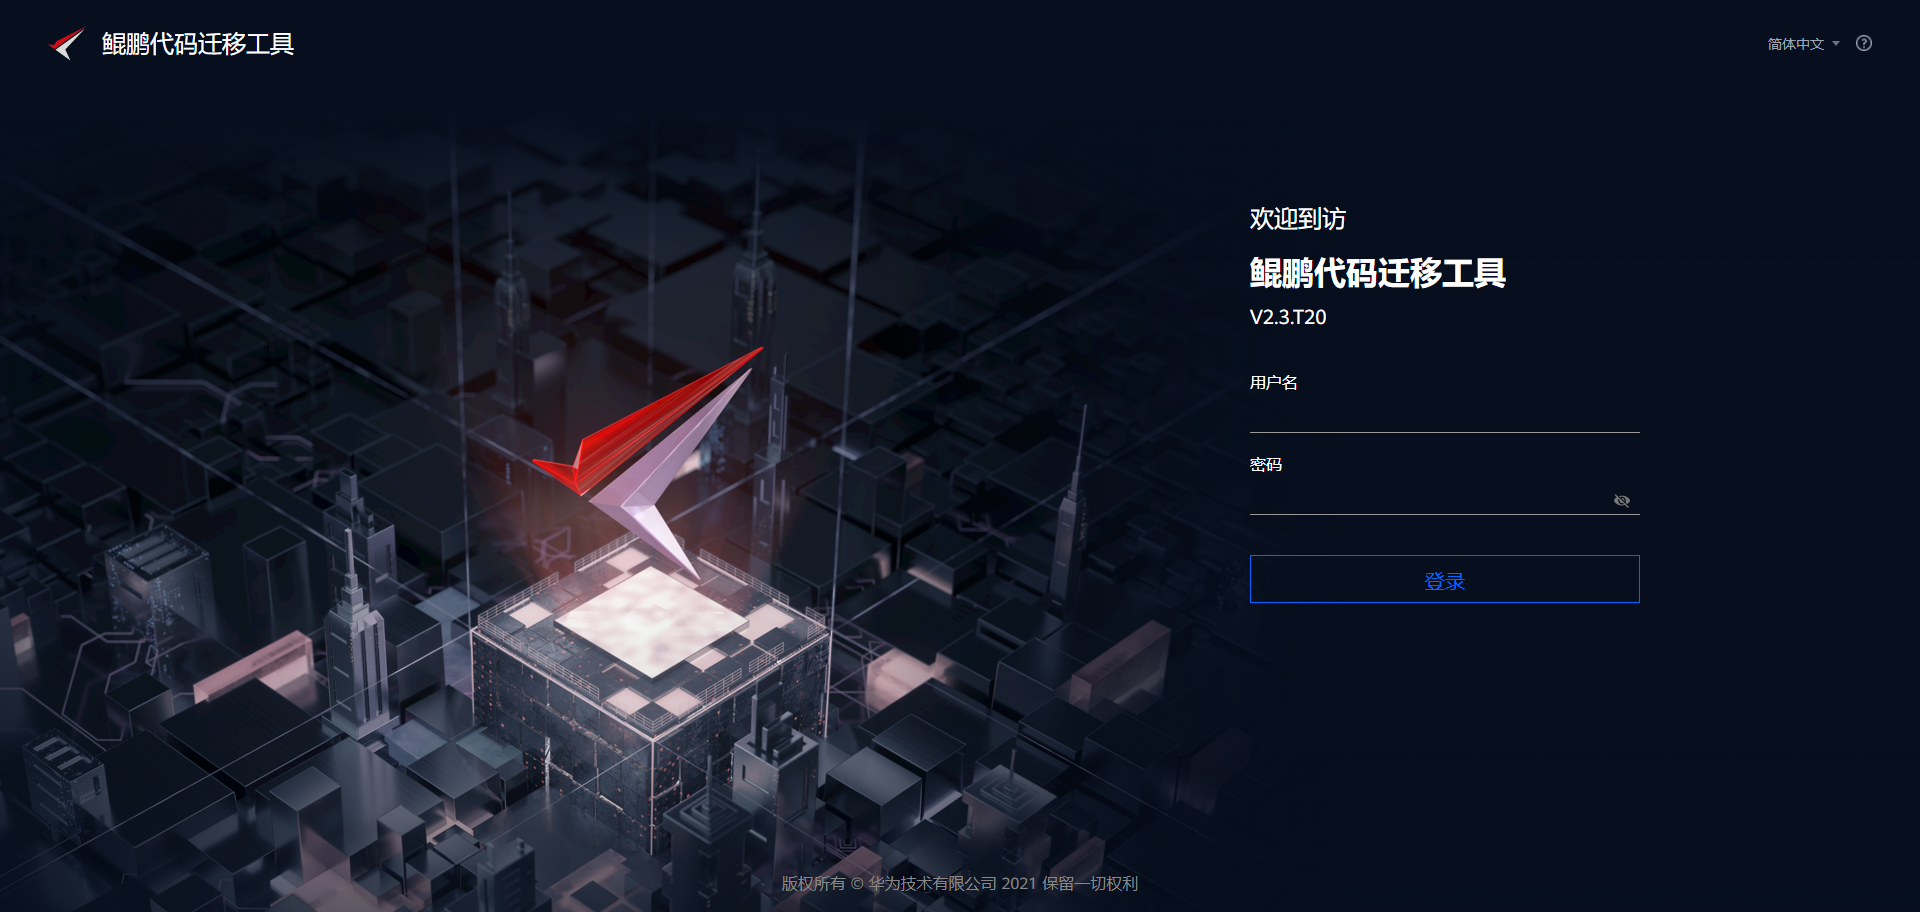 鲲鹏代码迁移工具
简体中文
欢迎到访
鲲鹏代码迁移工具
V2.3.T20
用户名
密码
登录
版权所有 © 华为技术有限公司 2021 保留一切权利